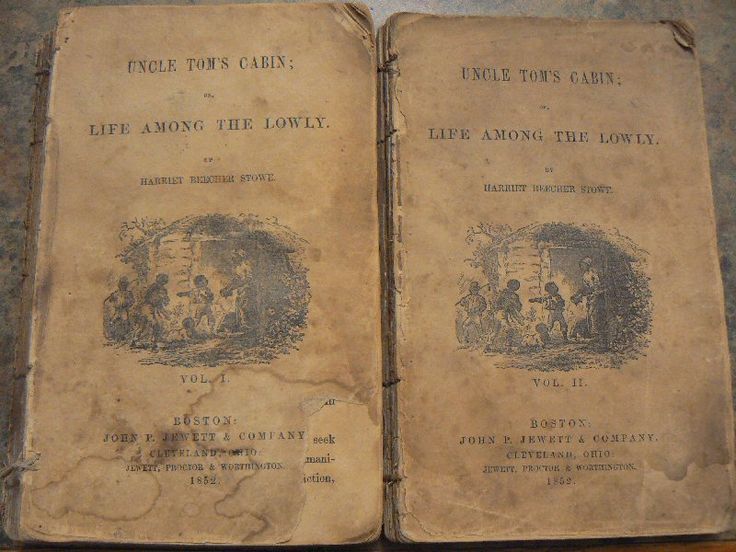 UNCLE TOM'S CABIN;
OR,
LIFE AMONG THE LOWLY.
BY
HARRIET BEECHER STOWE.
VOL. I.
BOSTON:
JOHN P. JEWETT & COMPANY
CLEVELAND, OHIO:
JEWETT, PROCTOR & WORTHINGTON.
1852.
seek
mani-
iction,
UNCLE TOM'S CABIN;
OR,
LIFE AMONG THE LOWLY.
BY
HARRIET BEECHER STOWE.
VOL. II.
BOSTON:
JOHN P. JEWETT & COMPANY.
CLEVELAND, OHIO:
JEWETT, PROCTOR & WORTHINGTON.
1852.